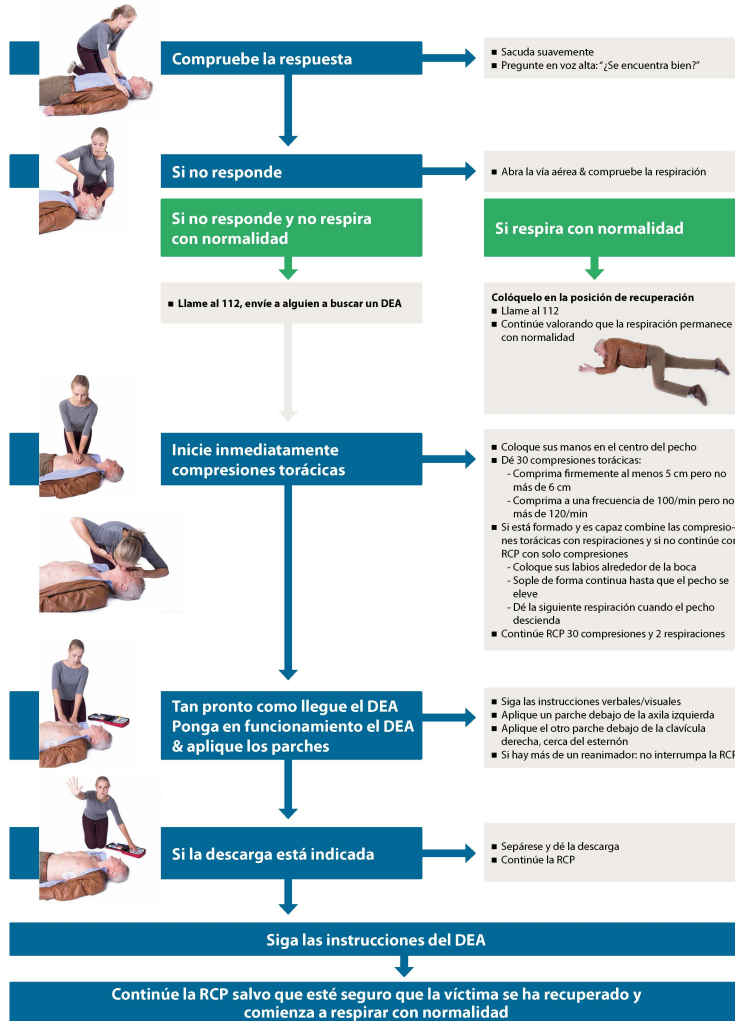 Compruebe la respuesta
■ Sacuda suavemente
■ Pregunte en voz alta: “¿Se encuentra bien?”
Si no responde
■ Abra la vía aérea & compruebe la respiración
Si no responde y no respira
con normalidad
Si respira con normalidad
■ Llame al 112, envíe a alguien a buscar un DEA
Colóquelo en la posición de recuperación
■ Llame al 112
■ Continúe valorando que la respiración permanece
con normalidad
Inicie inmediatamente
compresiones torácicas
■ Coloque sus manos en el centro del pecho
■ Dé 30 compresiones torácicas:
- Comprima firmemente al menos 5 cm pero no
más de 6 cm
- Comprima a una frecuencia de 100/min pero no
más de 120/min
■ Si está formado y es capaz combine las compresio-
nes torácicas con respiraciones y si no continúe con
RCP con solo compresiones
- Coloque sus labios alrededor de la boca
- Sople de forma continua hasta que el pecho se
eleve
- Dé la siguiente respiración cuando el pecho
descienda
■ Continúe RCP 30 compresiones y 2 respiraciones
Tan pronto como llegue el DEA
Ponga en funcionamiento el DEA
& aplique los parches
■ Siga las instrucciones verbales/visuales
■ Aplique un parche debajo de la axila izquierda
■ Aplique el otro parche debajo de la clavícula
derecha, cerca del esternón
■ Si hay más de un reanimador: no interrumpa la RCP
Si la descarga está indicada
■ Sepárese y dé la descarga
■ Continúe la RCP
Siga las instrucciones del DEA
Continúe la RCP salvo que esté seguro que la víctima se ha recuperado y
comienza a respirar con normalidad